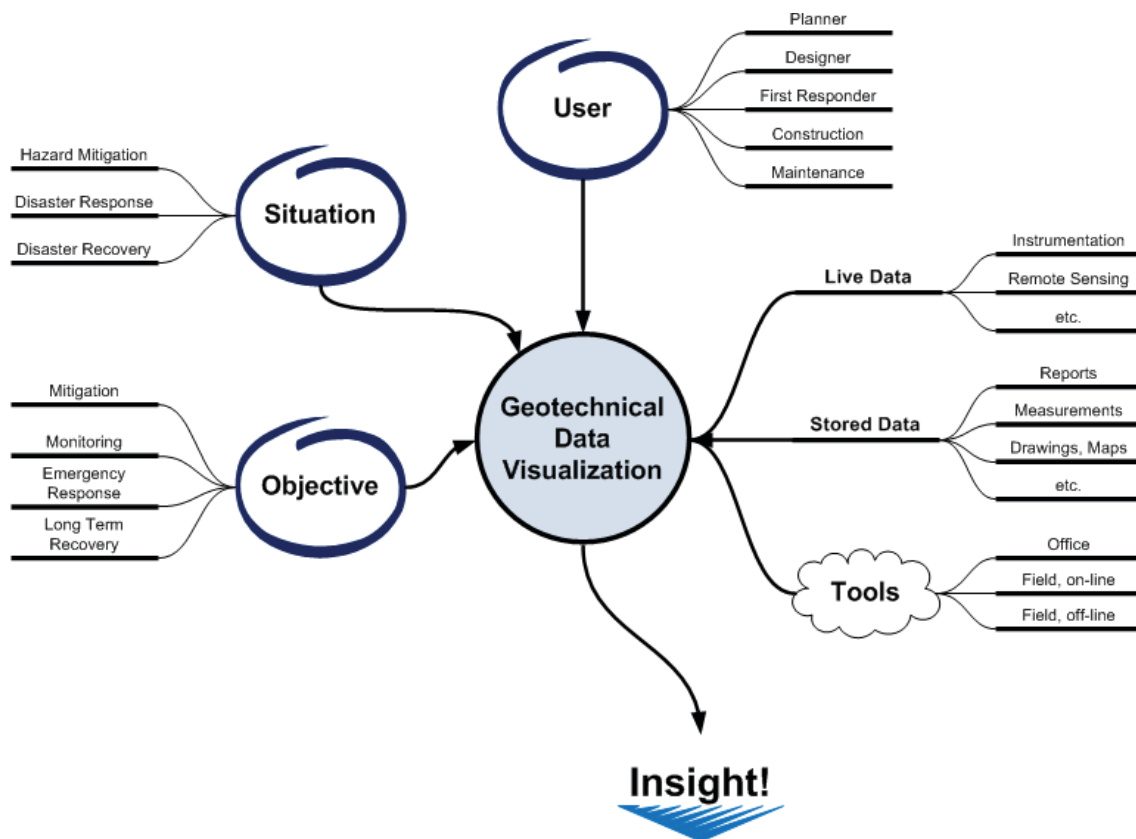 Planner
Designer
First Responder
Construction
Maintenance
User
Hazard Mitigation
Disaster Response
Disaster Recovery
Situation
Mitigation
Monitoring
Emergency
Response
Long Term
Recovery
Objective
Geotechnical
Data
Visualization
Live Data
Instrumentation
Remote Sensing
etc.
Stored Data
Reports
Measurements
Drawings, Maps
etc.
Tools
Office
Field, on-line
Field, off-line
Insight!